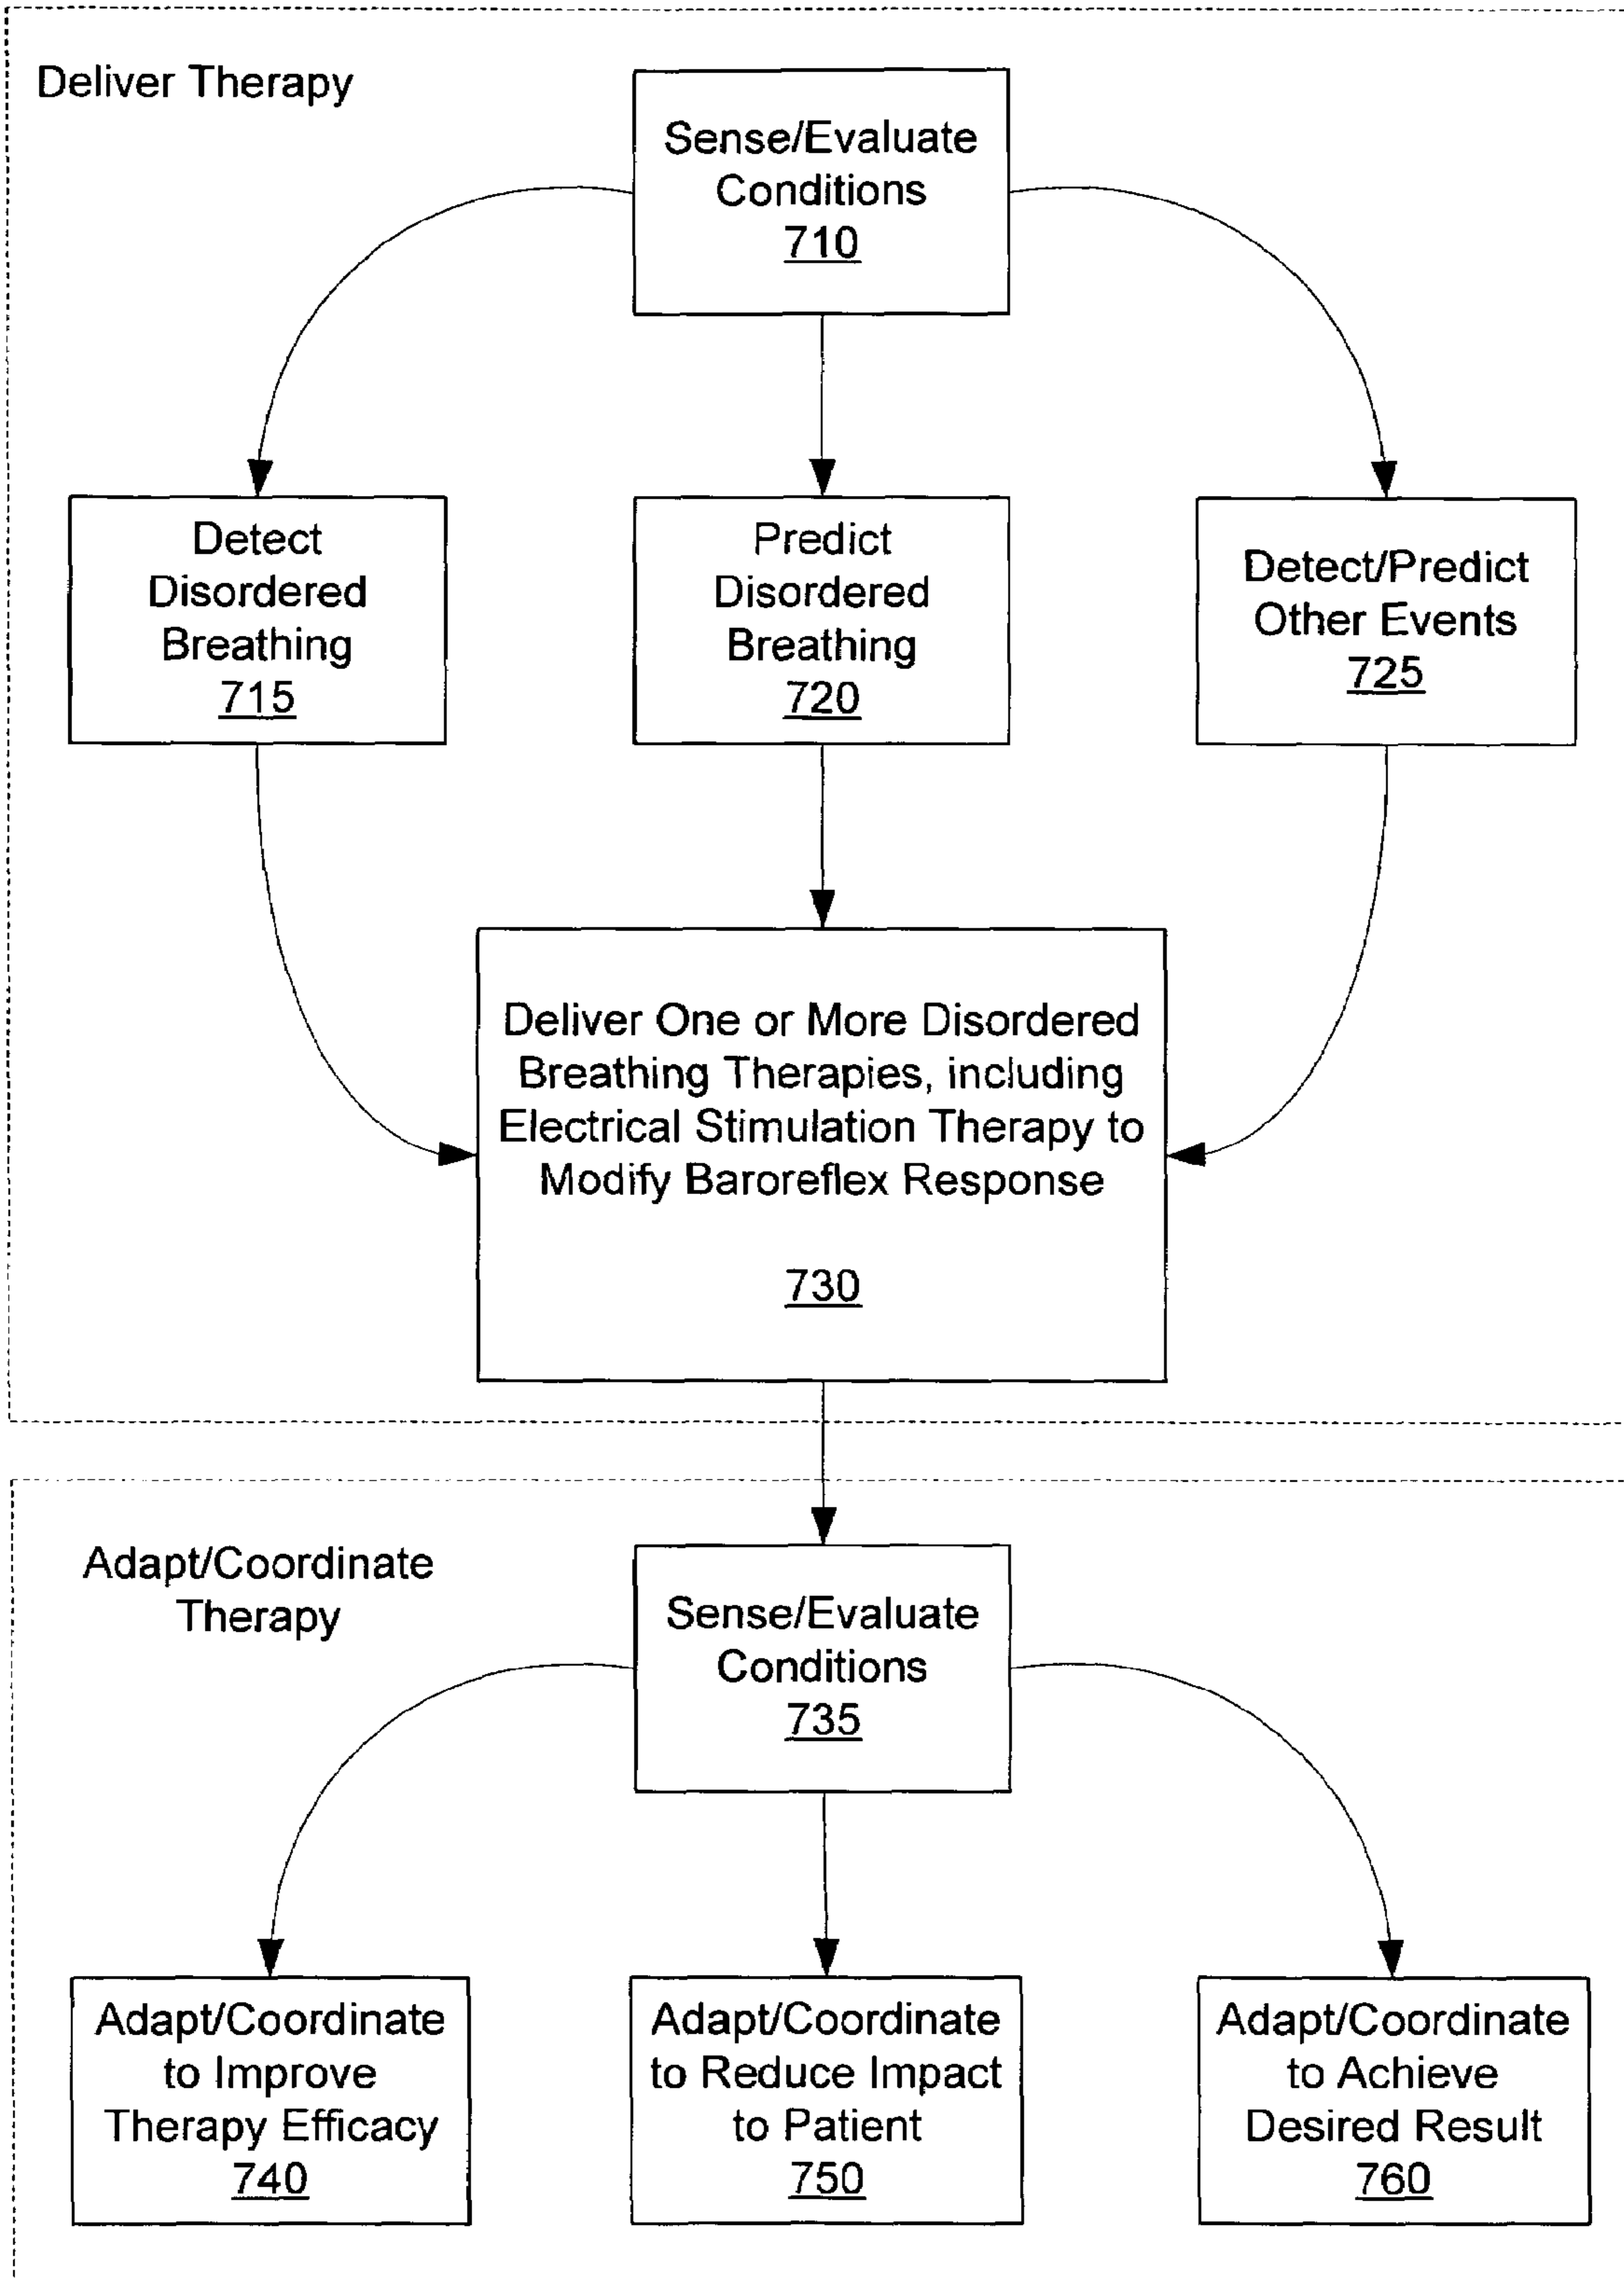 Deliver Therapy
Sense/Evaluate
Conditions
710
Detect
Disordered
Breathing
715
Predict
Disordered
Breathing
720
Detect/Predict
Other Events
725
Deliver One or More Disordered
Breathing Therapies, including
Electrical Stimulation Therapy to
Modify Baroreflex Response
730
Adapt/Coordinate
Therapy
Sense/Evaluate
Conditions
735
Adapt/Coordinate
to Improve
Therapy Efficacy
740
Adapt/Coordinate
to Reduce Impact
to Patient
750
Adapt/Coordinate
to Achieve
Desired Result
760